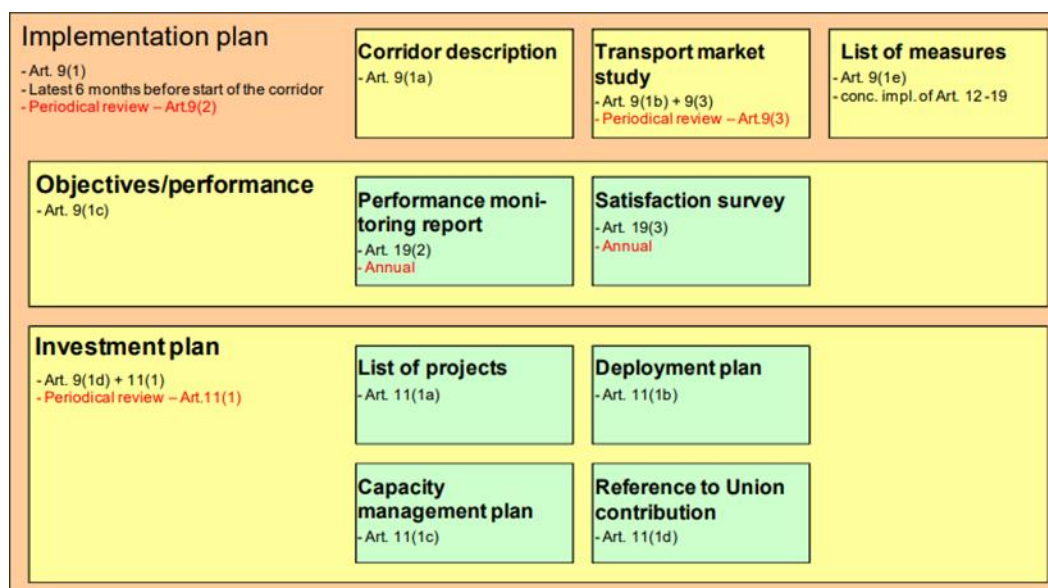 Implementation plan
- Art. 9(1)
- Latest 6 months before start of the corridor
- Periodical review – Art.9(2)
Corridor description
- Art. 9(1a)
Transport market
study
- Art. 9(1b) + 9(3)
- Periodical review – Art.9(3)
List of measures
- Art. 9(1e)
- conc. impl. of Art. 12 -19
Objectives/performance
- Art. 9(1c)
Performance moni-
toring report
- Art. 19(2)
- Annual
Satisfaction survey
- Art. 19(3)
- Annual
Investment plan
- Art. 9(1d) + 11(1)
- Periodical review – Art.11(1)
List of projects
- Art. 11(1a)
Deployment plan
- Art. 11(1b)
Capacity
management plan
- Art. 11(1c)
Reference to Union
contribution
- Art. 11(1d)